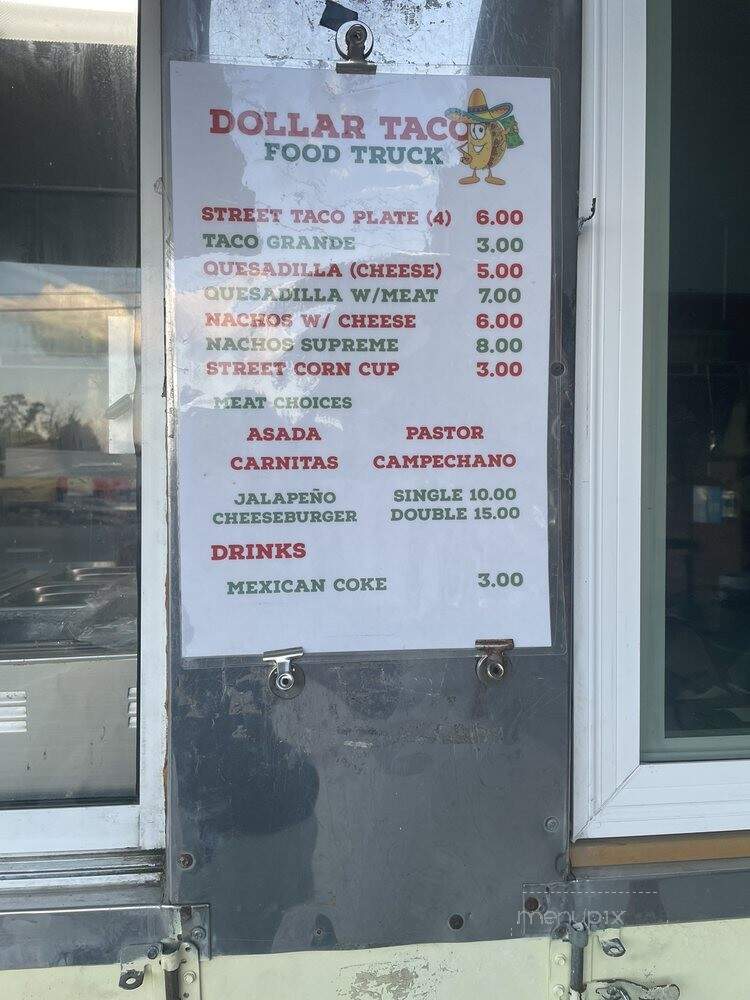 DOLLAR TACO
FOOD TRUCK
STREET TACO PLATE (4) 6.00
TACO GRANDE 3.00
QUESADILLA (CHEESE) 5.00
QUESADILLA W/MEAT 7.00
NACHOS W/ CHEESE 6.00
NACHOS SUPREME 8.00
STREET CORN CUP 3.00
MEAT CHOICES
ASADA PASTOR
CARNITAS CAMPECHANO
JALAPEÑO SINGLE 10.00
CHEESEBURGER DOUBLE 15.00
DRINKS
MEXICAN COKE 3.00
menupix